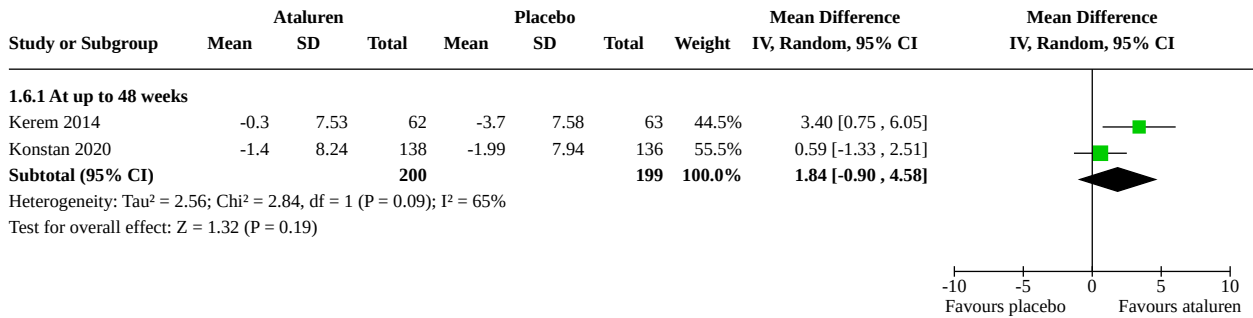 Ataluren Placebo Mean Difference Mean Difference
Study or Subgroup Mean SD Total Mean SD Total Weight IV, Random, 95% CI IV, Random, 95% CI
1.6.1 At up to 48 weeks
Kerem 2014 -0.3 7.53 62 -3.7 7.58 63 44.5% 3.40 [0.75 , 6.05]
Konstan 2020 -1.4 8.24 138 -1.99 7.94 136 55.5% 0.59 [-1.33 , 2.51]
Subtotal (95% CI) 200 199 100.0% 1.84 [-0.90 , 4.58]
Heterogeneity: Tau² = 2.56; Chi² = 2.84, df = 1 (P = 0.09); I² = 65%
Test for overall effect: Z = 1.32 (P = 0.19)
-10 -5 0 5 10
Favours placebo Favours ataluren